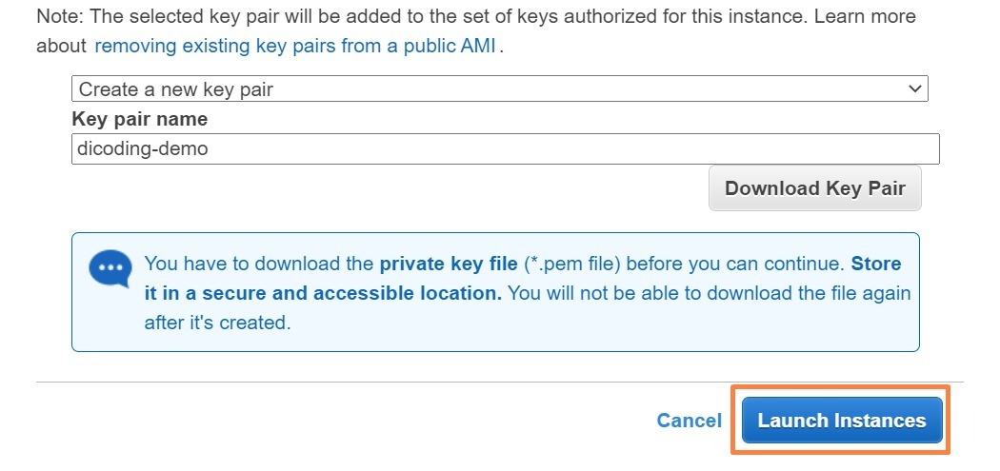 Note: The selected key pair will be added to the set of keys authorized for this instance. Learn more
about removing existing key pairs from a public AMI.
Create a new key pair
Key pair name
dicoding-demo
Download Key Pair
You have to download the private key file (*.pem file) before you can continue. Store
it in a secure and accessible location. You will not be able to download the file again
after it's created.
Cancel Launch Instances